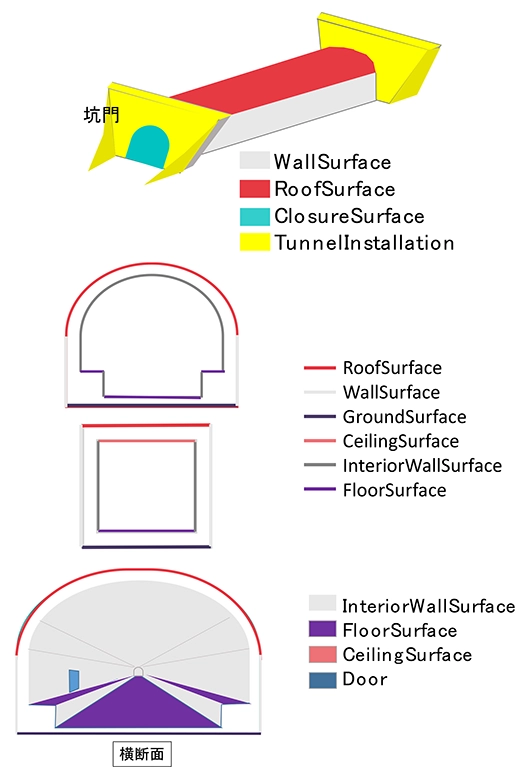 坑門
WallSurface
RoofSurface
ClosureSurface
TunnelInstallation
RoofSurface
WallSurface
GroundSurface
CeilingSurface
InteriorWallSurface
FloorSurface
InteriorWallSurface
FloorSurface
CeilingSurface
Door
横断面